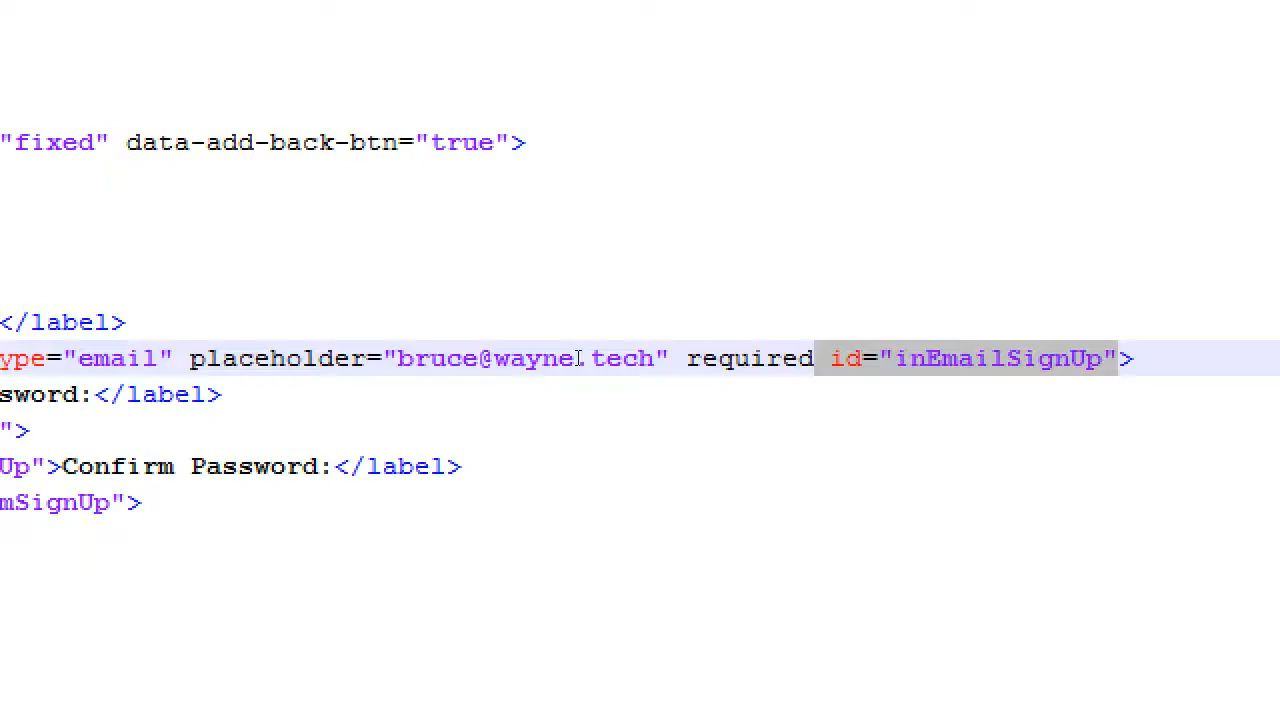 "fixed" data-add-back-btn="true">
</label>
ype="email" placeholder="bruce@wayne.tech" required id="inEmailSignUp">
sword:</label>
">
Up">Confirm Password:</label>
mSignUp">